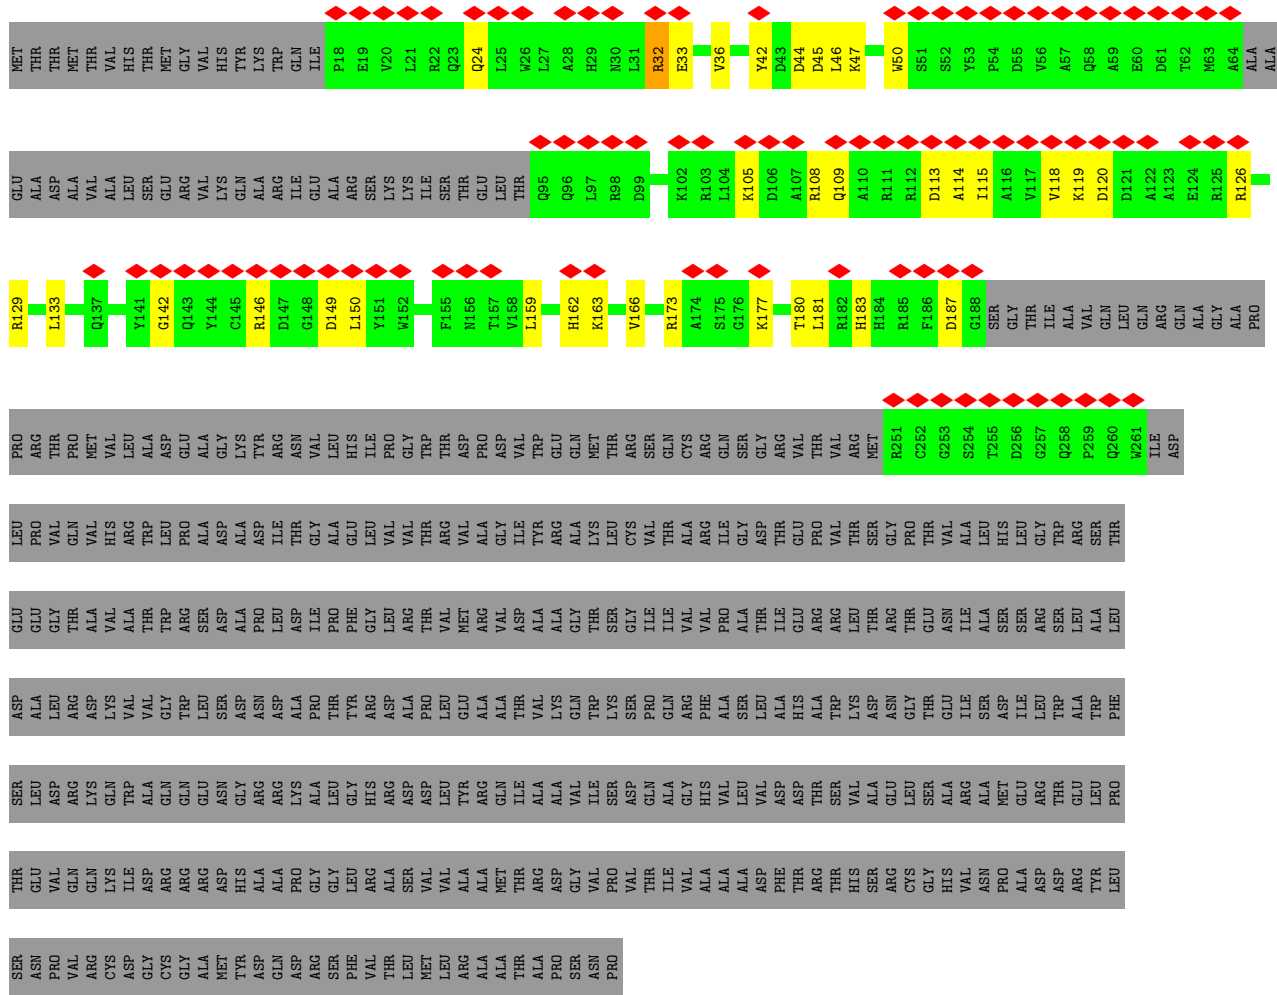 MET THR THR MET THR VAL HIS THR MET GLY VAL HIS TYR LYS TRP GLN ILE P18 E19 V20 L21 R22 Q23 Q24 L25 W26 L27 A28 H29 N30 L31 R32 E33 V36 Y42 D43 D44 D45 L46 K47 W50 S51 S52 Y53 P54 D55 V56 A57 Q58 A59 E60 D61 T62 M63 A64 ALA ALA
GLU ALA ASP ALA VAL ALA LEU SER GLU ARG VAL LYS GLN ALA ARG ILE GLU ALA ARG SER LYS LYS ILE SER THR GLU LEU THR Q95 Q96 L97 R98 D99 K102 R103 L104 K105 D106 A107 R108 Q109 A110 R111 R112 D113 A114 I115 A116 V117 V118 K119 D120 D121 A122 A123 E124 R125 R126
R129 L133 Q137 Y141 G142 Q143 Y144 C145 R146 D147 G148 D149 L150 Y151 W152 F155 N156 T157 V158 L159 H162 K163 V166 R173 A174 S175 G176 K177 T180 L181 R182 H183 H184 R185 F186 D187 G188 SER GLY THR ILE ALA VAL GLN LEU GLN ARG GLN ALA GLY ALA PRO
PRO ARG THR PRO MET VAL LEU ALA ASP GLU ALA GLY LYS TYR ARG ASN VAL LEU HIS ILE PRO GLY TRP THR ASP PRO ASP VAL TRP GLU GLN MET THR ARG SER GLN CYS ARG GLN SER GLY ARG VAL THR VAL ARG MET R251 C252 G253 S254 T255 D256 G257 Q258 P259 Q260 W261 ILE ASP
LEU PRO VAL GLN VAL HIS ARG TRP LEU PRO ALA ASP ALA ASP ILE THR GLY ALA GLU LEU VAL VAL THR ARG VAL ALA GLY ILE TYR ARG ALA LYS LEU CYS VAL THR ALA ARG ILE GLY ASP THR GLU PRO VAL THR SER GLY PRO THR VAL ALA LEU HIS LEU GLY TRP ARG SER THR
GLU GLU GLY THR ALA VAL ALA THR TRP ARG SER ASP ALA PRO LEU ASP ILE PRO PHE GLY LEU ARG THR VAL MET ARG VAL ASP ALA ALA GLY THR SER GLY ILE ILE VAL VAL PRO ALA THR ILE GLU ARG ARG LEU THR ARG THR GLU ASN ILE ALA SER SER ARG SER LEU ALA LEU
ASP ALA LEU ARG ASP LYS VAL VAL GLY TRP LEU SER ASP ASN ASP ALA PRO THR TYR ARG ASP ALA PRO LEU GLU ALA ALA THR VAL LYS GLN TRP LYS SER PRO GLN ARG PHE ALA SER LEU ALA HIS ALA TRP LYS ASP ASN GLY THR GLU ILE SER ASP ILE LEU TRP ALA TRP PHE
SER LEU ASP ARG LYS GLN TRP ALA GLN GLN GLU ASN GLY ARG ARG LYS ALA LEU GLY HIS ARG ASP ASP LEU TYR ARG GLN ILE ALA ALA VAL ILE SER ASP GLN ALA GLY HIS VAL LEU VAL ASP ASP THR SER VAL ALA GLU LEU SER ALA ARG ALA MET GLU ARG THR GLU LEU PRO
THR GLU VAL GLN GLN LYS ILE ASP ARG ARG ARG ASP HIS ALA ALA PRO GLY GLY LEU ARG ALA SER VAL VAL ALA ALA MET THR ARG ASP GLY VAL PRO VAL THR ILE VAL ALA ALA ALA ASP PHE THR ARG THR HIS SER ARG CYS GLY HIS VAL ASN PRO ALA ASP ASP ARG TYR LEU
SER ASN PRO VAL ARG CYS ASP GLY CYS GLY ALA MET TYR ASP GLN ASP ARG SER PHE VAL THR LEU MET LEU ARG ALA ALA THR ALA PRO SER ASN PRO